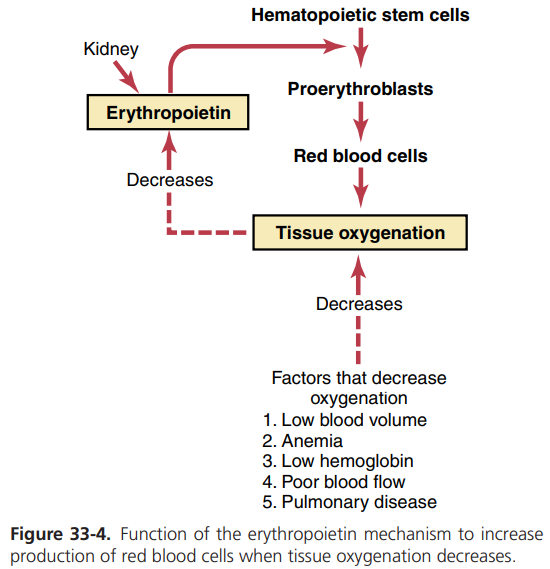 Hematopoietic stem cells
Kidney
Proerythroblasts
Erythropoietin
Red blood cells
Decreases
Tissue oxygenation
Decreases
Factors that decrease
oxygenation
1. Low blood volume
2. Anemia
3. Low hemoglobin
4. Poor blood flow
5. Pulmonary disease
Figure 33-4. Function of the erythropoietin mechanism to increase
production of red blood cells when tissue oxygenation decreases.